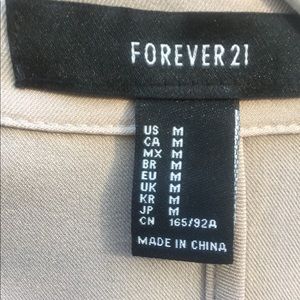 FOREVER 21
US M
CA M
MX M
BR M
EU M
UK M
KR M
JP M
CN 165/92A
MADE IN CHINA